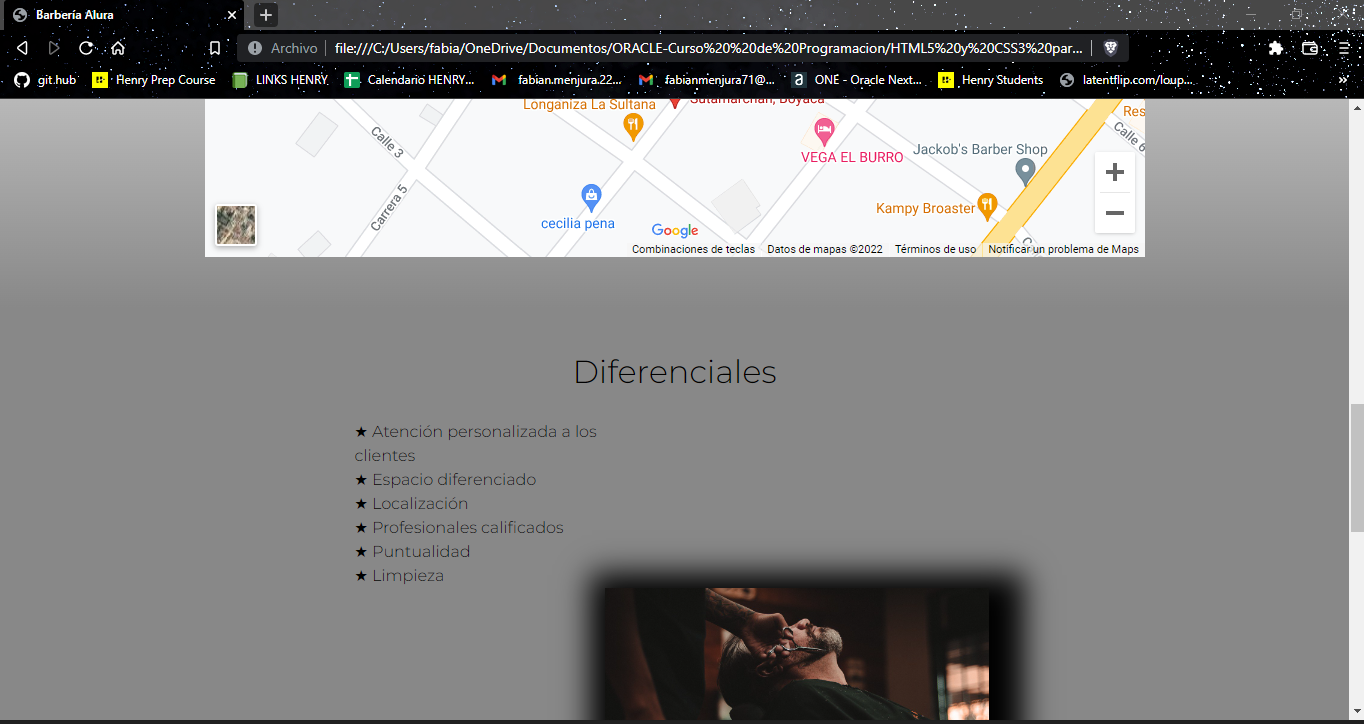 Barbería Alura
Archivo
file:///C:/Users/fabia/OneDrive/Documentos/ORACLE-Curso%20%20de%20Programacion/HTML5%20y%20CSS3%20par...
git.hub
Henry Prep Course
LINKS HENRY
Calendario HENRY...
fabian.menjura.22...
fabianmenjura71@...
ONE - Oracle Next...
Henry Students
latentflip.com/loup...
»
Longaniza La Sultana
Sutamarchán, Boyacá
Res
Calle 3
Calle 6
Jackob's Barber Shop
VEGA EL BURRO
Carrera 5
Kampy Broaster
cecilia pena
Google
Combinaciones de teclas
Datos de mapas ©2022
Términos de uso
Notificar un problema de Maps
Diferenciales
★ Atención personalizada a los
clientes
★ Espacio diferenciado
★ Localización
★ Profesionales calificados
★ Puntualidad
★ Limpieza